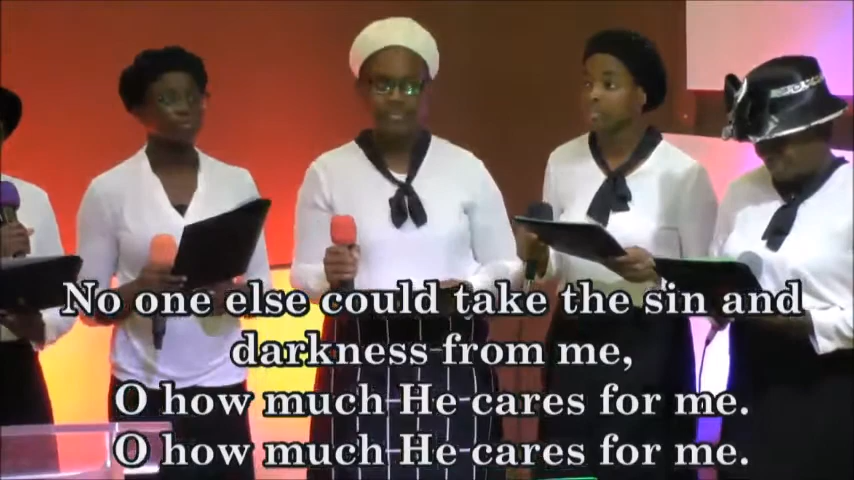 No one else could take the sin and
darkness from me,
O how much He cares for me.
O how much He cares for me.